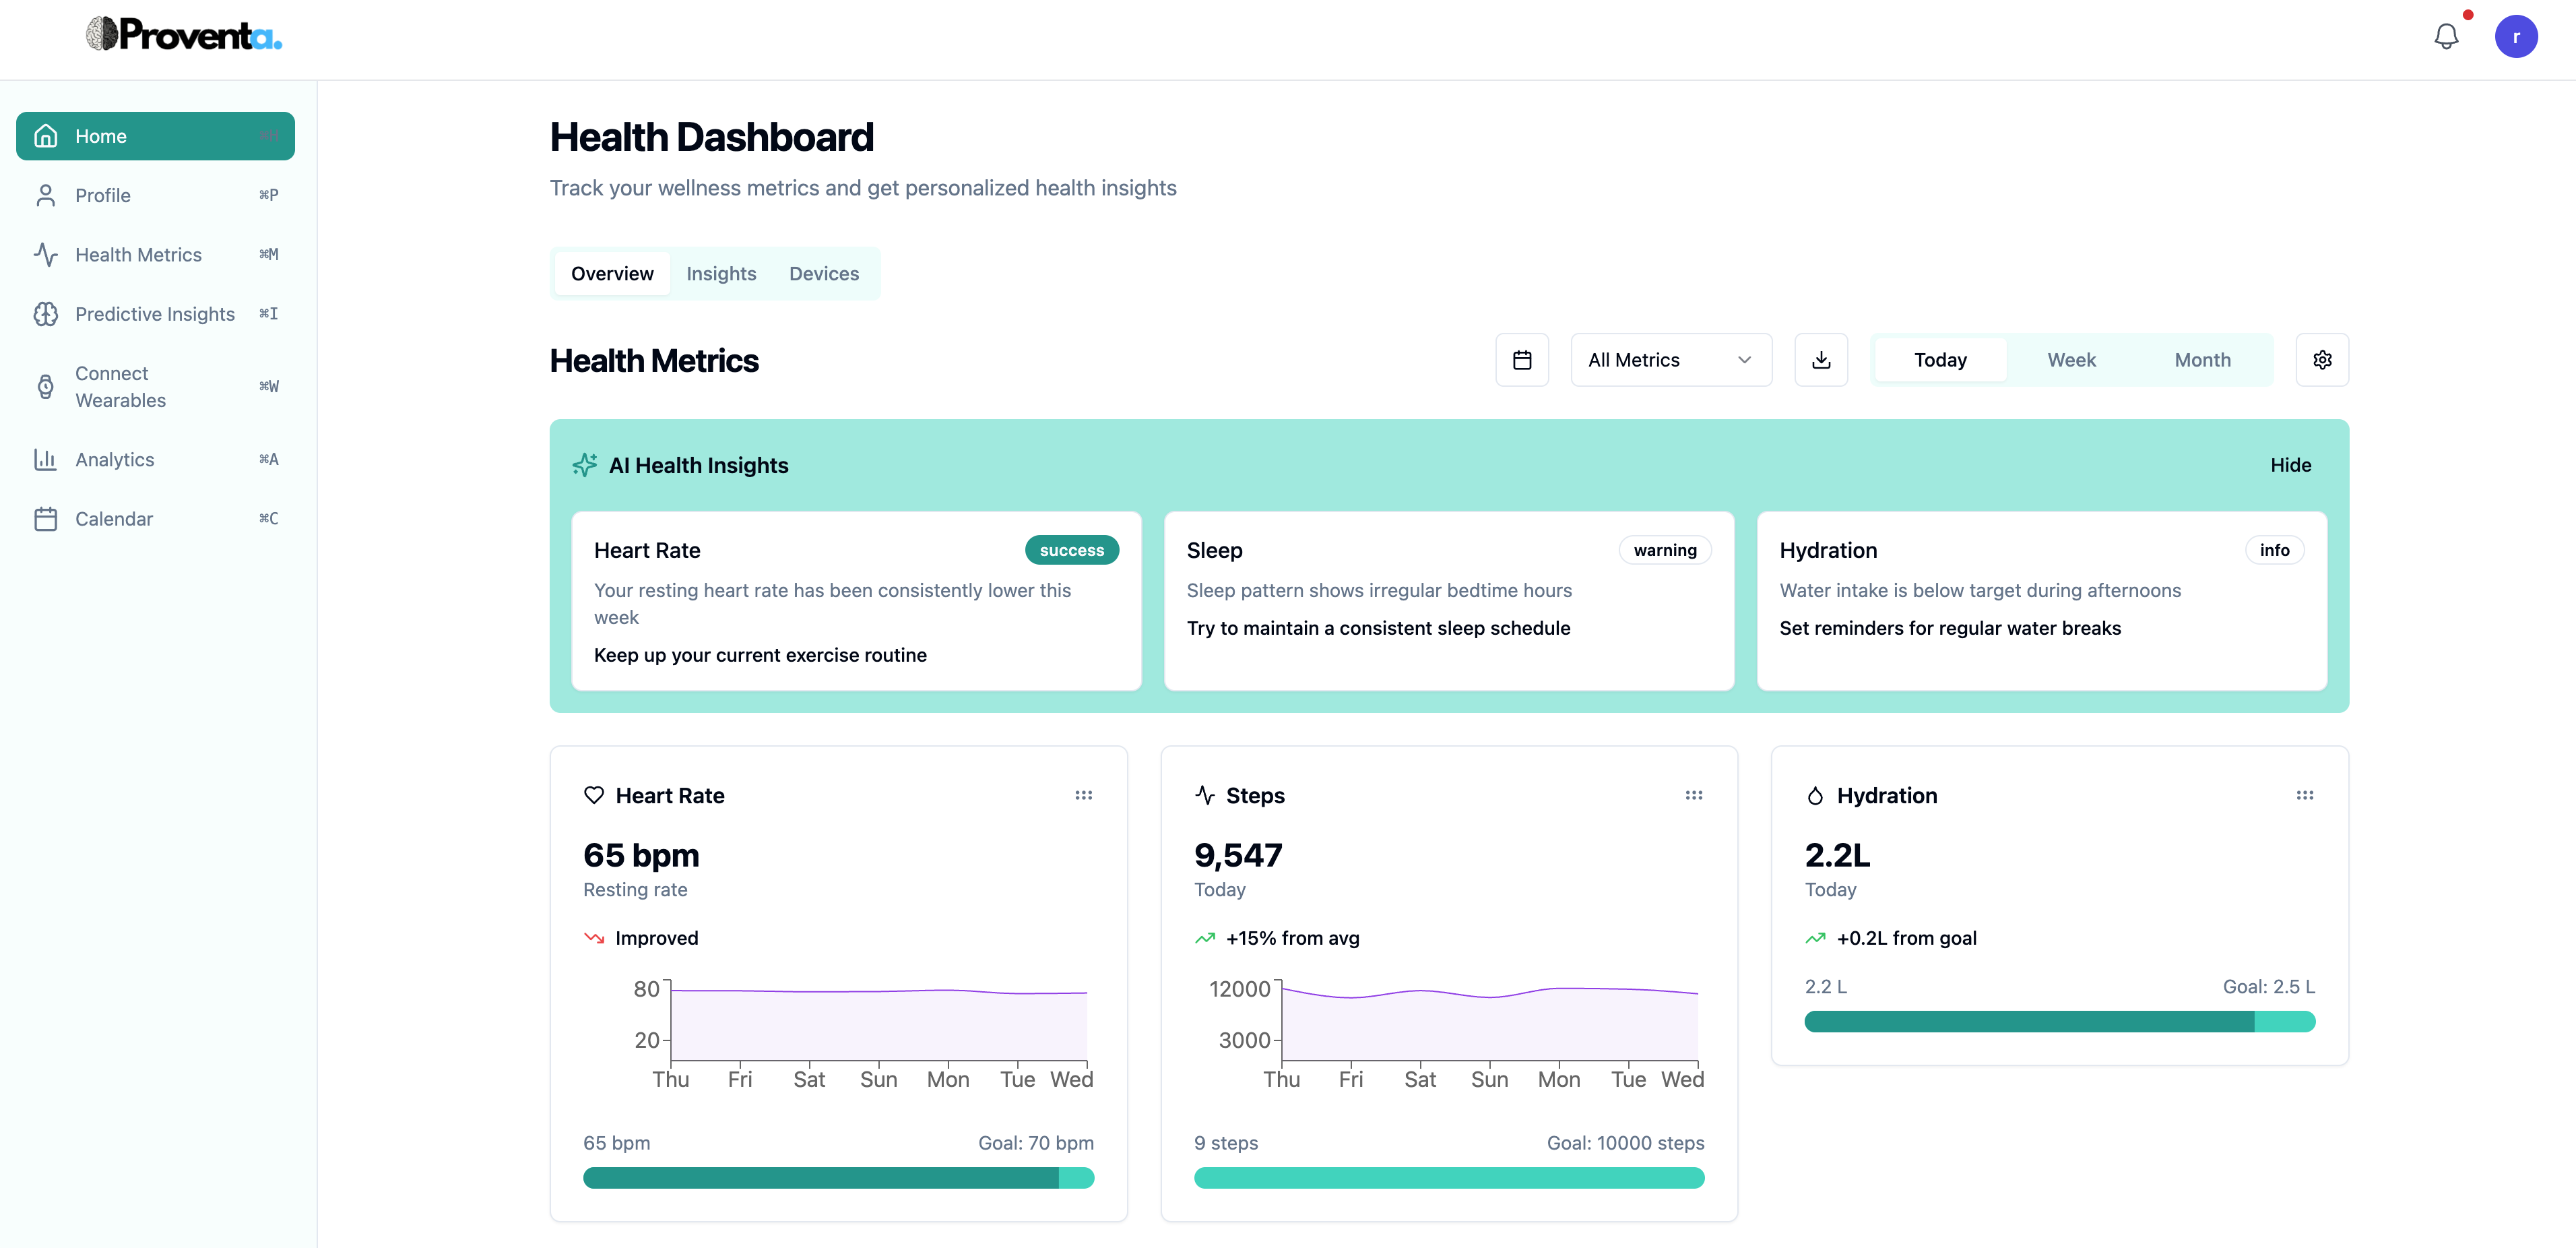 Proventa.
r
Home
Profile ⌘P
Health Metrics ⌘M
Predictive Insights ⌘I
Connect
Wearables ⌘W
Analytics ⌘A
Calendar ⌘C
Health Dashboard
Track your wellness metrics and get personalized health insights
Overview Insights Devices
Health Metrics
All Metrics
Today Week Month
AI Health Insights
Hide
Heart Rate success
Your resting heart rate has been consistently lower this
week
Keep up your current exercise routine
Sleep warning
Sleep pattern shows irregular bedtime hours
Try to maintain a consistent sleep schedule
Hydration info
Water intake is below target during afternoons
Set reminders for regular water breaks
Heart Rate
65 bpm
Resting rate
Improved
80
20
Thu Fri Sat Sun Mon Tue Wed
65 bpm Goal: 70 bpm
Steps
9,547
Today
+15% from avg
12000
3000
Thu Fri Sat Sun Mon Tue Wed
9 steps Goal: 10000 steps
Hydration
2.2L
Today
+0.2L from goal
2.2 L Goal: 2.5 L